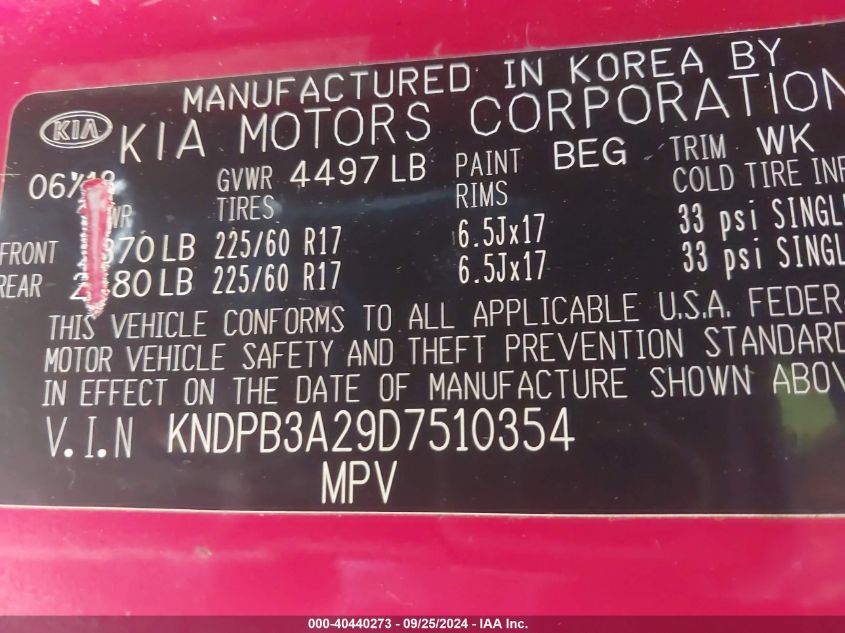 MANUFACTURED IN KOREA BY
KIA KIA MOTORS CORPORATION
GVWR 4497 LB PAINT BEG TRIM WK
TIRES RIMS COLD TIRE
FRONT LB 225/60 R17 6.5Jx17 33 psi
REAR LB 225/60 R17 6.5Jx17 33 psi
THIS VEHICLE CONFORMS TO ALL APPLICABLE U.S.A.
MOTOR VEHICLE SAFETY AND THEFT PREVENTION STANDARD
IN EFFECT ON THE DATE OF MANUFACTURE SHOWN
V.I.N KNDPB3A29D7510354
MPV
000-40440273 - 09/25/2024 - IAA Inc.